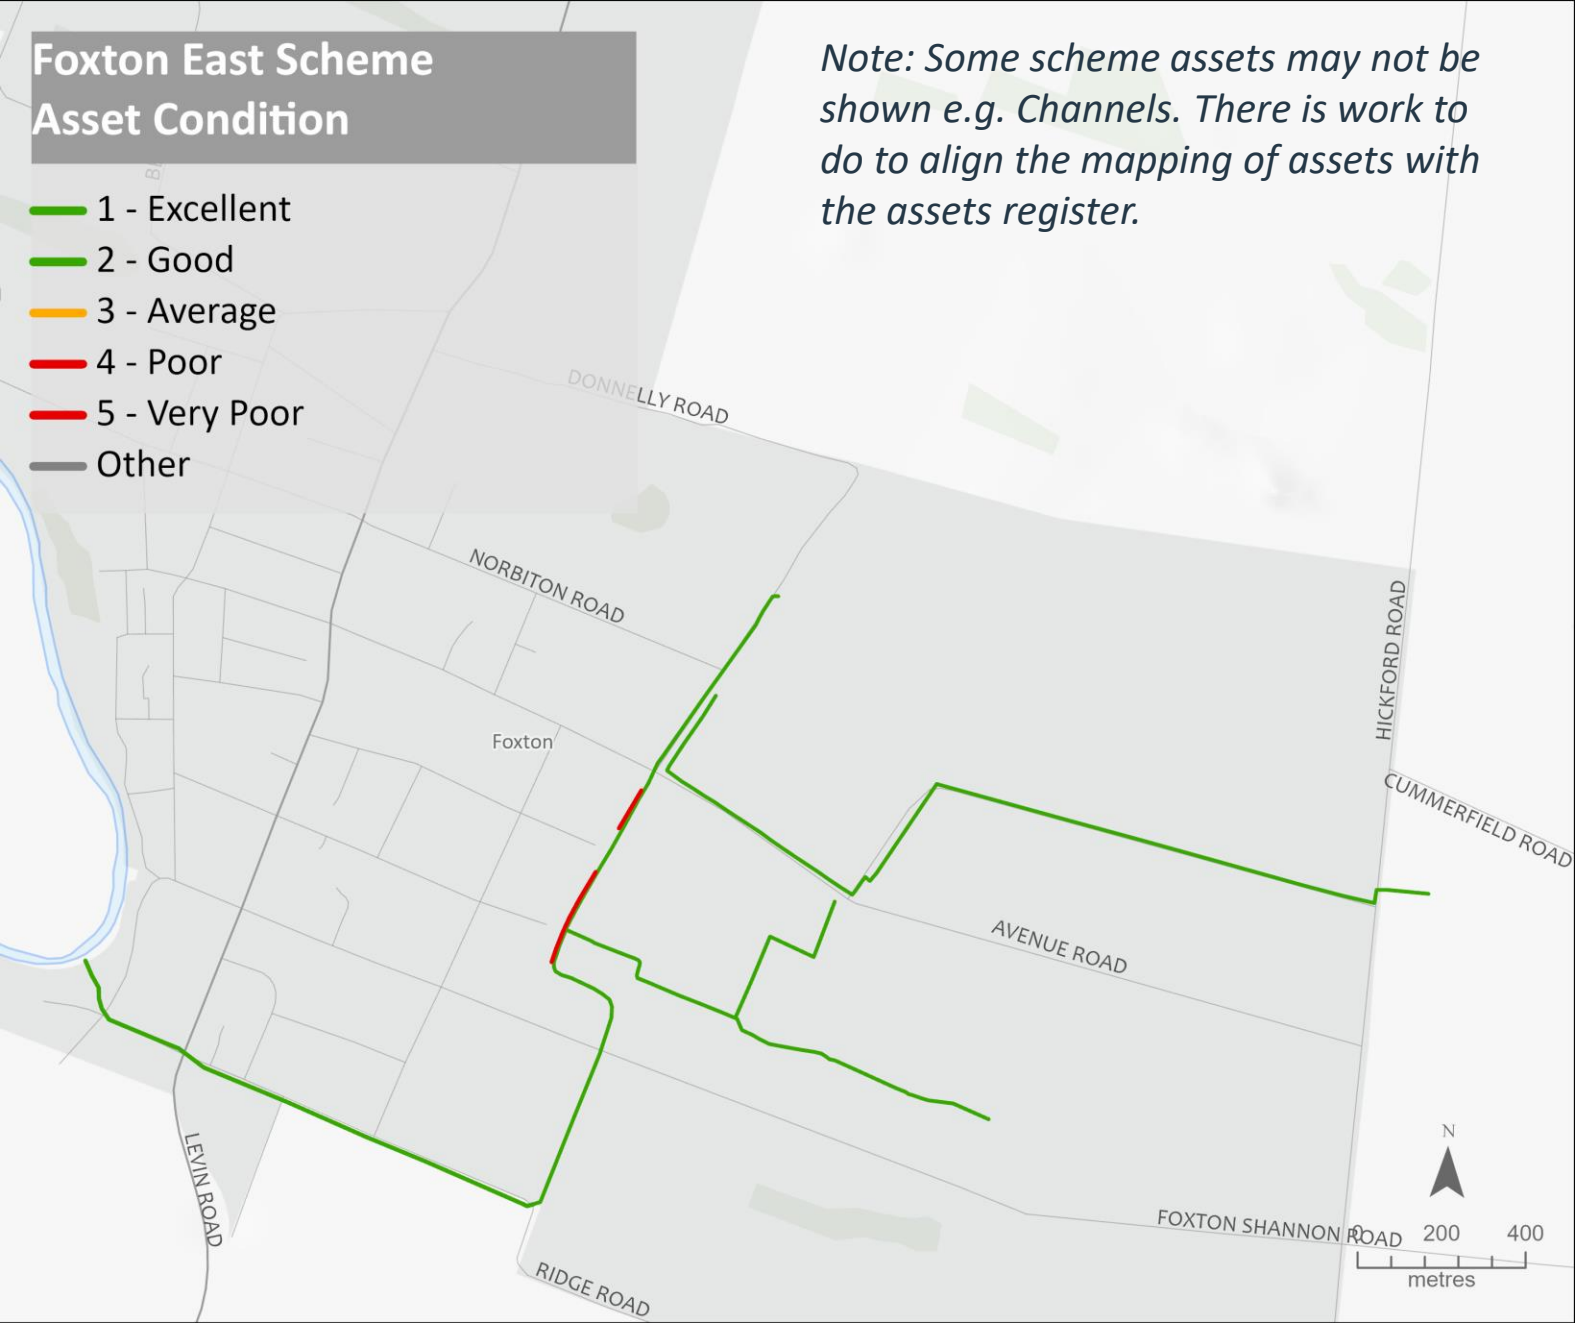 Foxton East Scheme
Asset Condition
1 - Excellent
2 - Good
3 - Average
4 - Poor
5 - Very Poor
Other
Note: Some scheme assets may not be
shown e.g. Channels. There is work to
do to align the mapping of assets with
the assets register.
DONNELLY ROAD
NORBITON ROAD
HICKFORD ROAD
Foxton
CUMMERFIELD ROAD
AVENUE ROAD
LEVIN ROAD
FOXTON SHANNON ROAD
RIDGE ROAD
N
0 200 400
metres